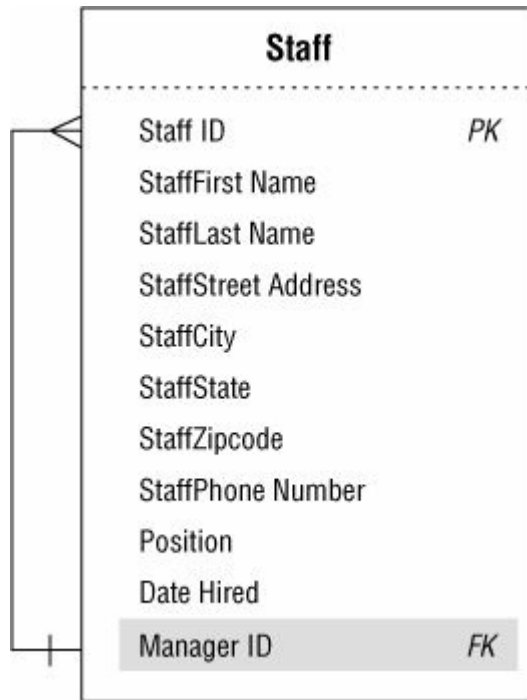 Staff
Staff ID PK
StaffFirst Name
StaffLast Name
StaffStreet Address
StaffCity
StaffState
StaffZipcode
StaffPhone Number
Position
Date Hired
Manager ID FK